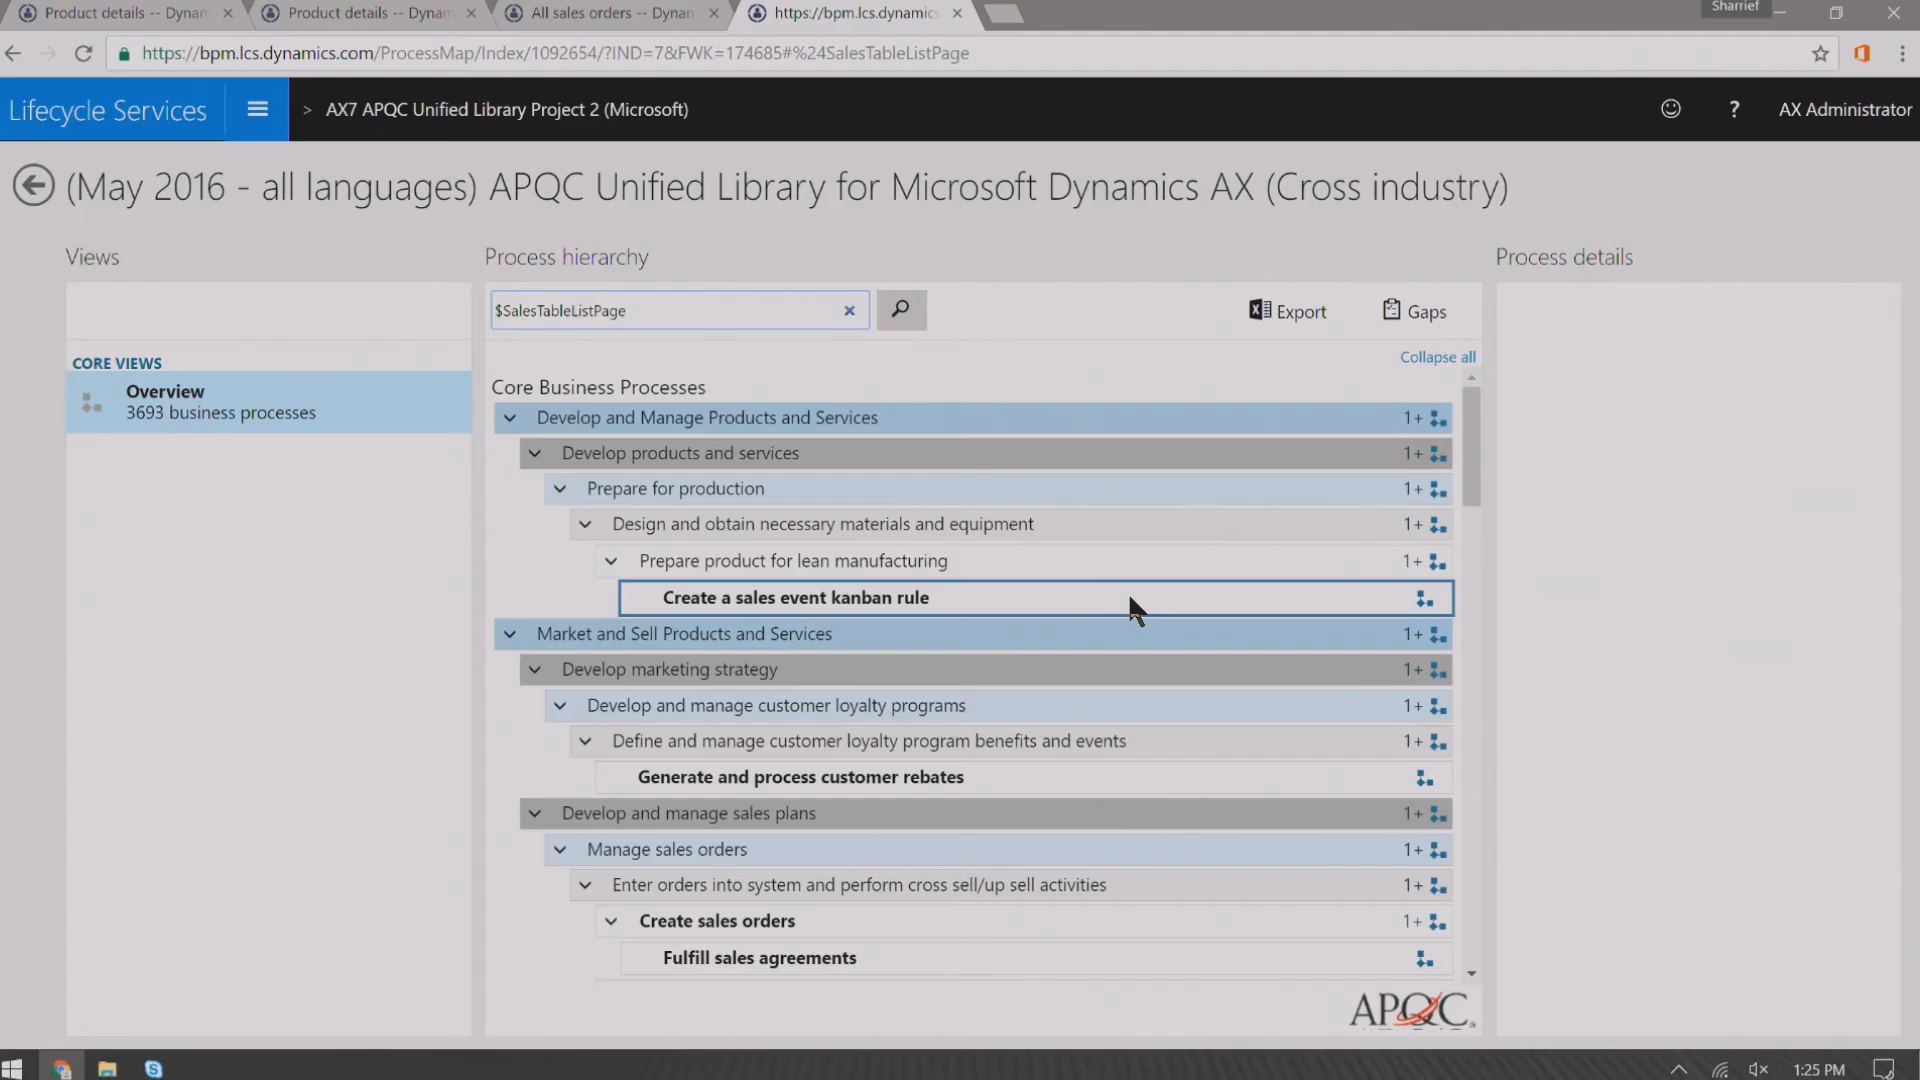 Sharrief
Product details -- Dynam
Product details -- Dynam
All sales orders -- Dynam
https://bpm.lcs.dynamics
https://bpm.lcs.dynamics.com/ProcessMap/Index/1092654/?IND=7&FWK=174685#%24SalesTableListPage
Lifecycle Services
> AX7 APQC Unified Library Project 2 (Microsoft)
? AX Administrator
(May 2016 - all languages) APQC Unified Library for Microsoft Dynamics AX (Cross industry)
Views
CORE VIEWS
Overview
3693 business processes
Process hierarchy
$SalesTableListPage
Export
Gaps
Collapse all
Core Business Processes
Develop and Manage Products and Services 1+
Develop products and services 1+
Prepare for production 1+
Design and obtain necessary materials and equipment 1+
Prepare product for lean manufacturing 1+
Create a sales event kanban rule
Market and Sell Products and Services 1+
Develop marketing strategy 1+
Develop and manage customer loyalty programs 1+
Define and manage customer loyalty program benefits and events 1+
Generate and process customer rebates
Develop and manage sales plans 1+
Manage sales orders 1+
Enter orders into system and perform cross sell/up sell activities 1+
Create sales orders 1+
Fulfill sales agreements
APQC
Process details
1:25 PM